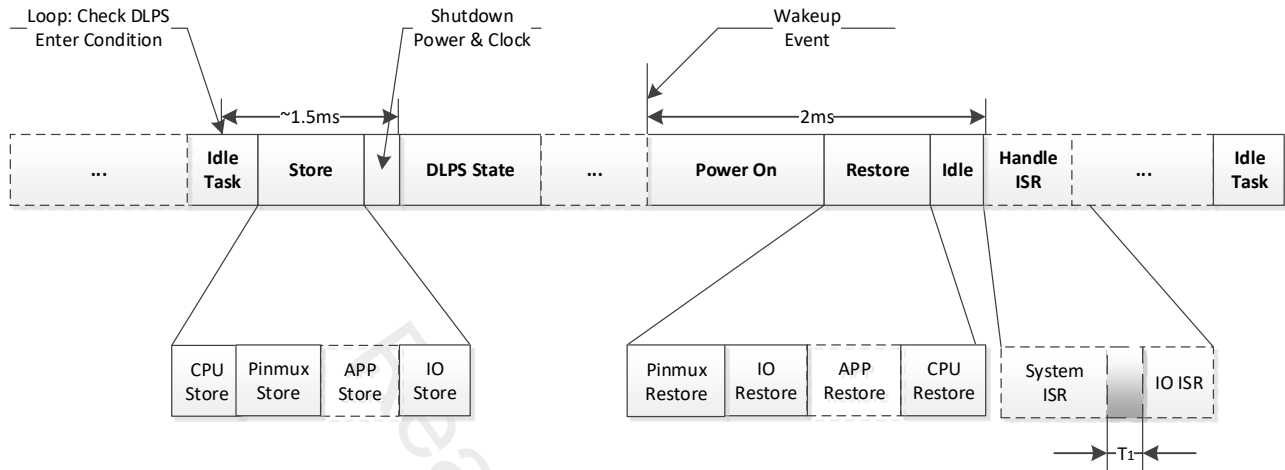 Loop: Check DLPS
Enter Condition
Shutdown
Power & Clock
Wakeup
Event
~1.5ms
2ms
...
Idle
Task
Store
DLPS State
...
Power On
Restore
Idle
Handle
ISR
...
Idle
Task
CPU
Store
Pinmux
Store
APP
Store
IO
Store
Pinmux
Restore
IO
Restore
APP
Restore
CPU
Restore
System
ISR
IO ISR
T1